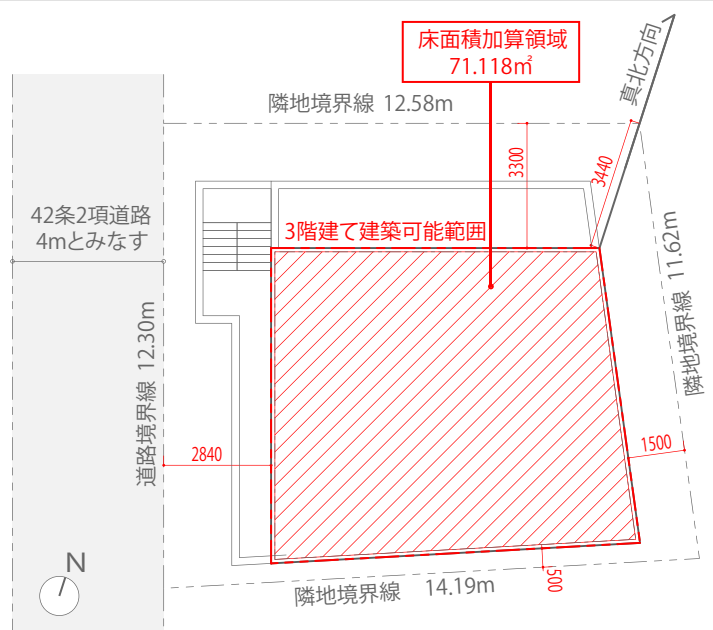 床面積加算領域
71.118㎡
真北方向
隣地境界線 12.58m
3300
3440
42条2項道路
4mとみなす
3階建て建築可能範囲
隣地境界線 11.62m
道路境界線 12.30m
2840
1500
500
N
隣地境界線 14.19m